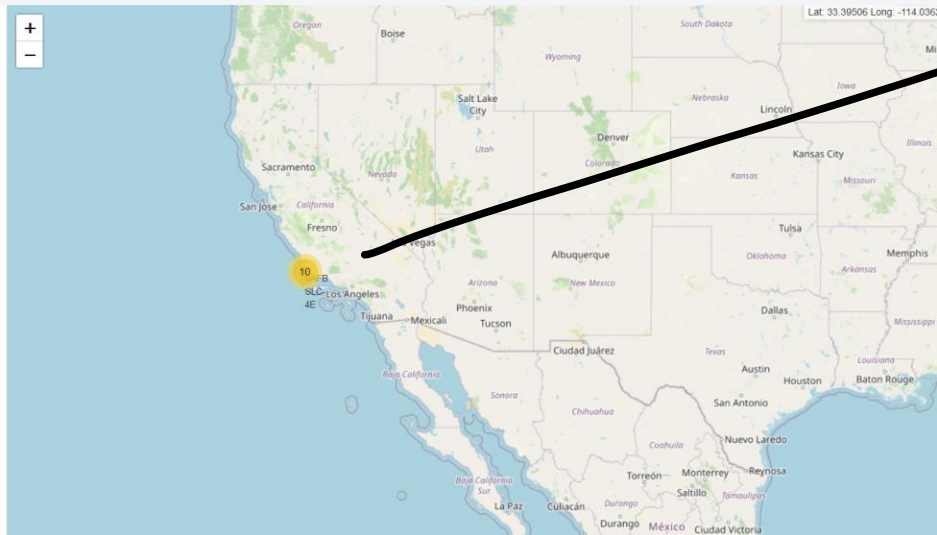 +
−
Lat: 33.39506 Long: -114.036
Oregon
Boise
South Dakota
Wyoming
Mi
Iowa
Nebraska
Salt Lake
City
Lincoln
Denver
Utah
Illinois
Colorado
Kansas City
Sacramento
Nevada
Kansas
Missouri
San Jose
California
Fresno
Tulsa
Vegas
10
AFB
SLC-
4E
Los Angeles
Albuquerque
Oklahoma
Memphis
Arkansas
Arizona
New Mexico
Phoenix
Tijuana
Mexicali
Tucson
Dallas
Mississippi
Ciudad Juárez
Texas
Louisiana
Baja California
Austin
Houston
Baton Rouge
Sonora
San Antonio
Chihuahua
Nuevo Laredo
Coahuila
Reynosa
Torreón
Monterrey
Baja California
Sur
Saltillo
Tamaulipas
La Paz
Culiacán
Durango
Durango
México
Ciudad Victoria